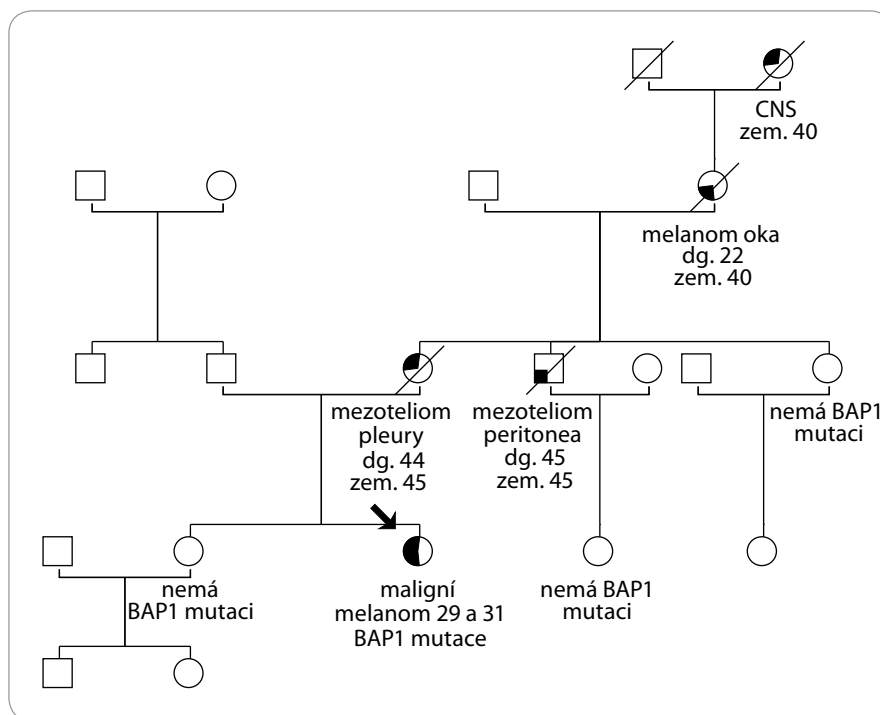 CNS
zem. 40
melanom oka
dg. 22
zem. 40
mezoteliom
pleury
dg. 44
zem. 45
mezoteliom
peritonea
dg. 45
zem. 45
nemá BAP1
mutaci
nemá
BAP1 mutaci
maligní
melanom 29 a 31
BAP1 mutace
nemá BAP1
mutaci